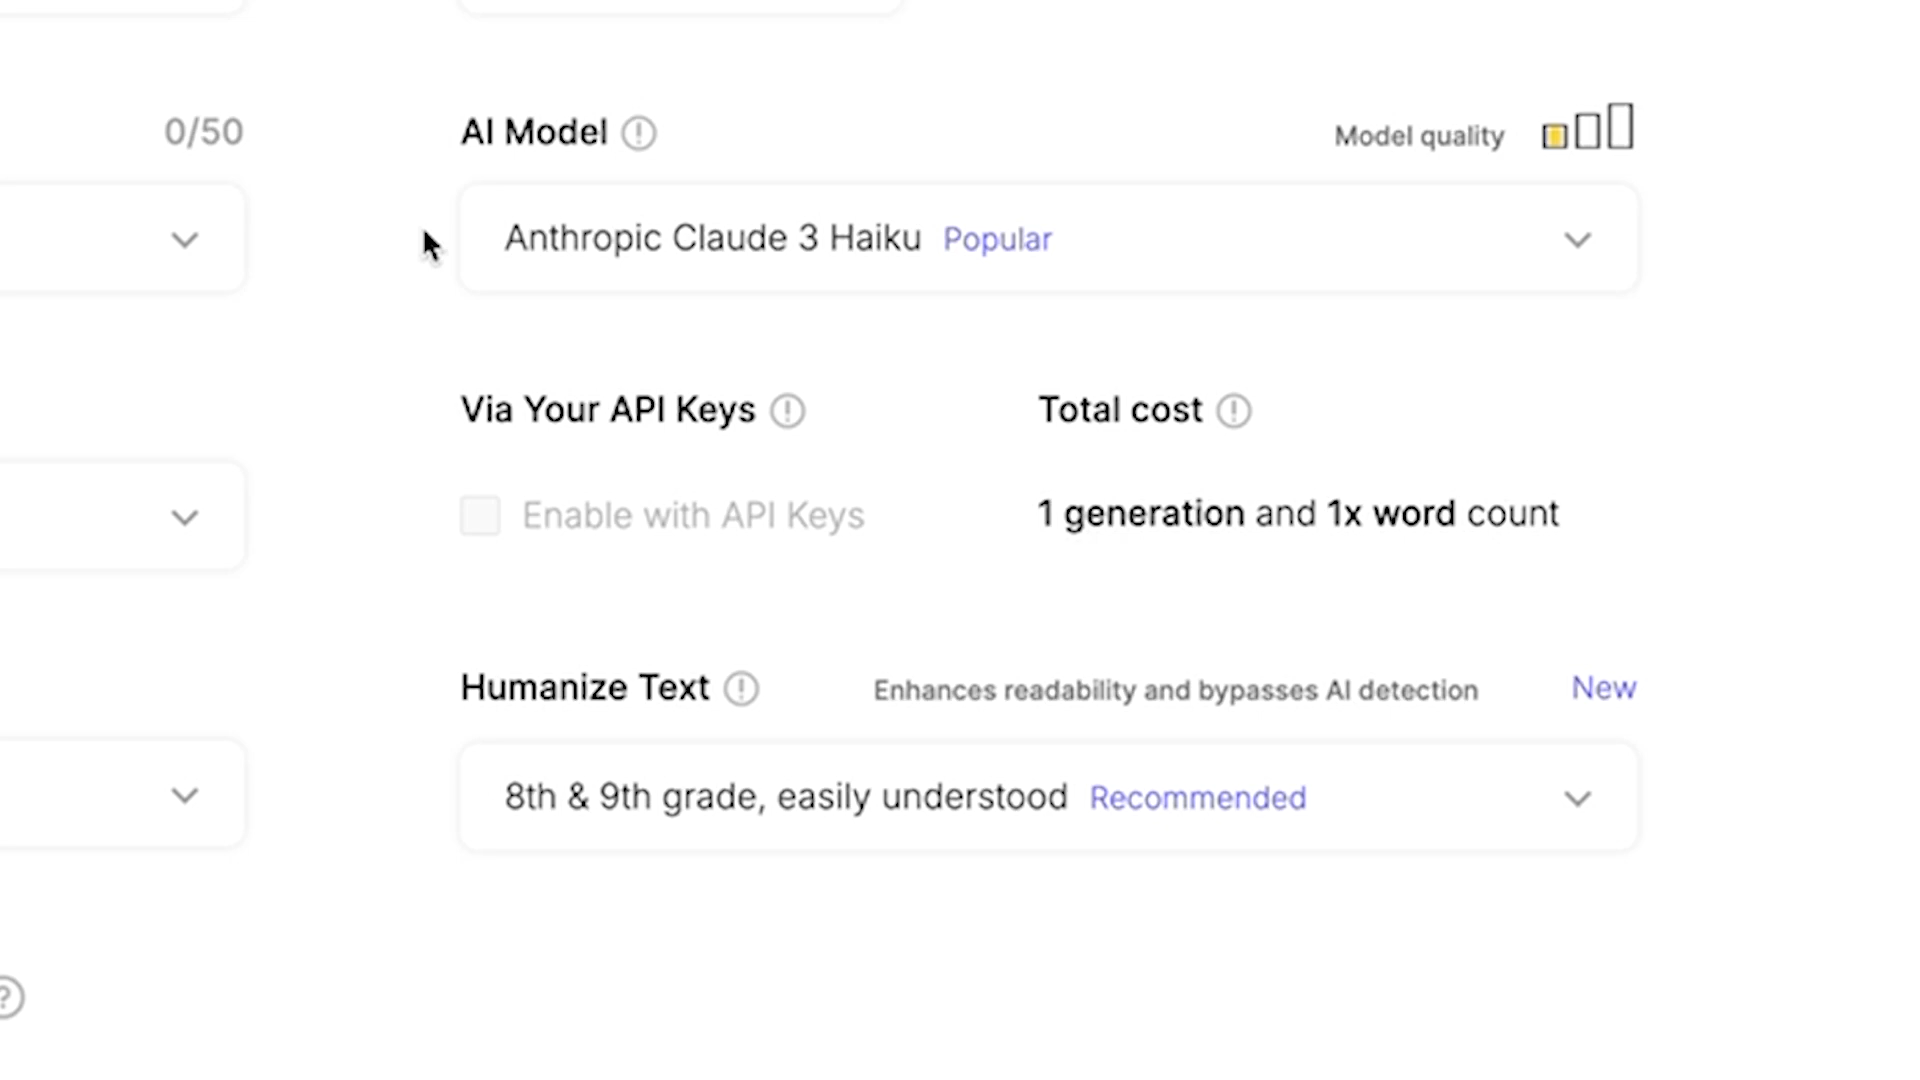 0/50
AI Model
Model quality
Anthropic Claude 3 Haiku Popular
Via Your API Keys
Total cost
Enable with API Keys
1 generation and 1x word count
Humanize Text
Enhances readability and bypasses AI detection
New
8th & 9th grade, easily understood Recommended